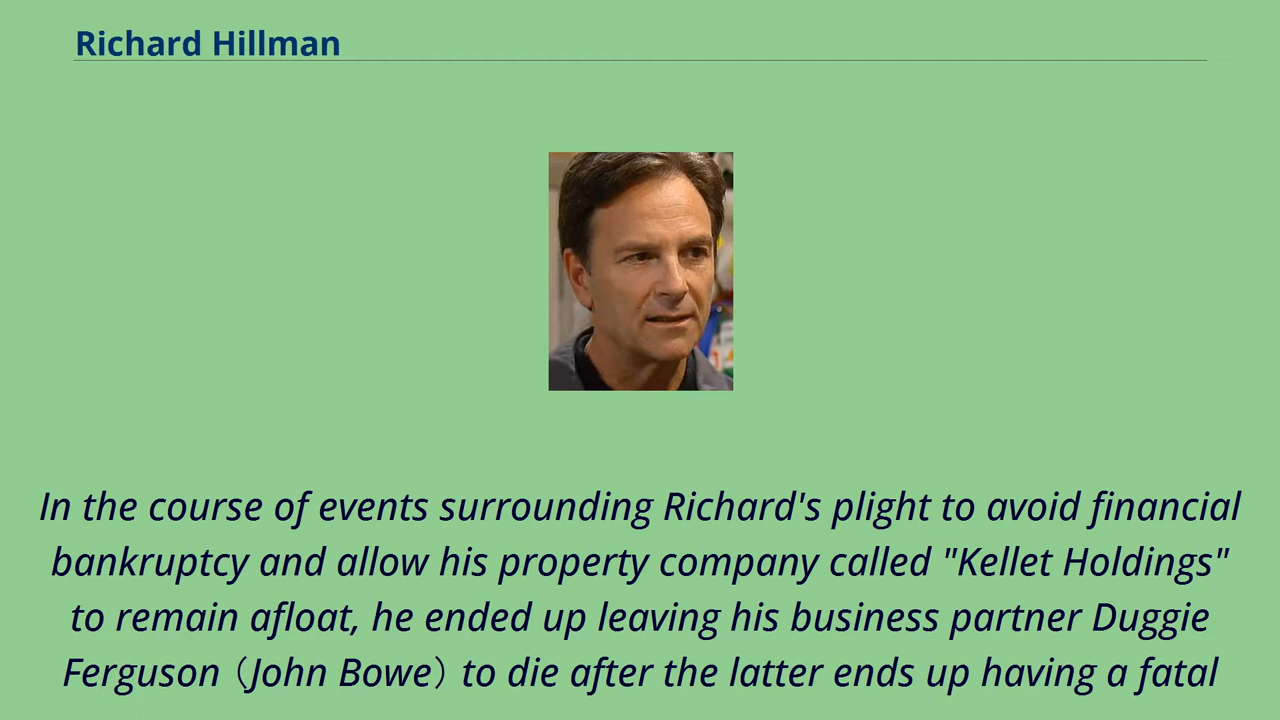 Richard Hillman
In the course of events surrounding Richard's plight to avoid financial
bankruptcy and allow his property company called "Kellet Holdings"
to remain afloat, he ended up leaving his business partner Duggie
Ferguson（John Bowe）to die after the latter ends up having a fatal